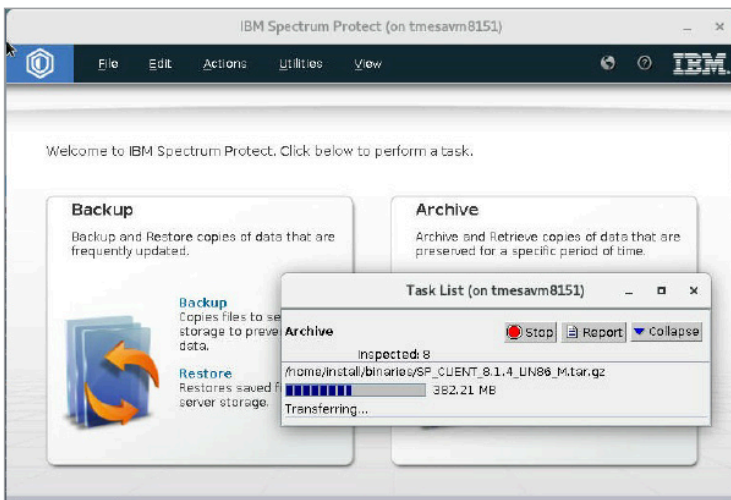 IBM Spectrum Protect (on tmesavm8151)
File Edit Actions Utilities View
IBM.
Welcome to IBM Spectrum Protect. Click below to perform a task.
Backup
Backup and Restore copies of data that are
frequently updated.
Backup
Copies files to se
storage to preve
data.
Restore
Restores saved f
server storage.
Archive
Archive and Retrieve copies of data that are
preserved for a specific period of time.
Task List (on tmesavm8151)
Archive Stop Report Collapse
Inspected: 8
/home/install/binaries/SP_CLIENT_8.1.4_LIN86_M.tar.gz
382.21 MB
Transferring...